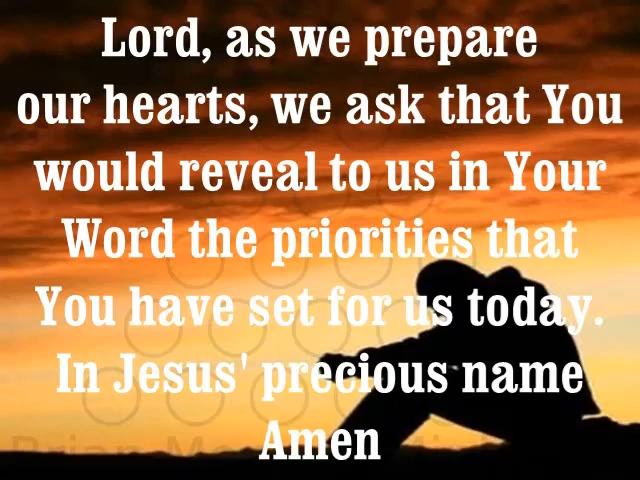 Lord, as we prepare
our hearts, we ask that You
would reveal to us in Your
Word the priorities that
You have set for us today.
In Jesus' precious name
Amen
Brian M